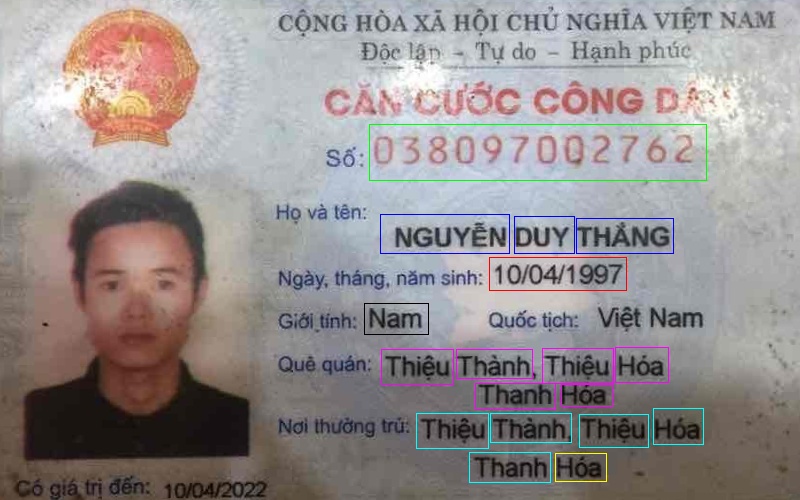 CỘNG HÒA XÃ HỘI CHỦ NGHĨA VIỆT NAM
Độc lập - Tự do - Hạnh phúc
CĂN CƯỚC CÔNG DÂN
Số: 038097002762
Họ và tên:
NGUYỄN DUY THẮNG
Ngày, tháng, năm sinh: 10/04/1997
Giới tính: Nam Quốc tịch: Việt Nam
Quê quán: Thiệu Thành, Thiệu Hóa
Thanh Hóa
Nơi thường trú: Thiệu Thành, Thiệu Hóa
Thanh Hóa
Có giá trị đến: 10/04/2022